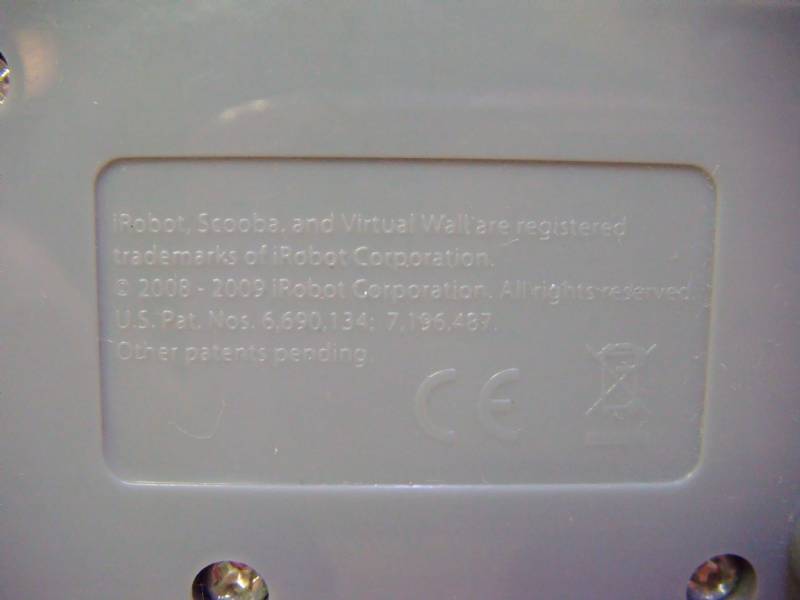 iRobot, Scooba, and Virtual Wall are registered
trademarks of iRobot Corporation.
© 2008 - 2009 iRobot Corporation. All rights reserved.
U.S. Pat. Nos. 6,690,134; 7,196,487.
Other patents pending.
CE